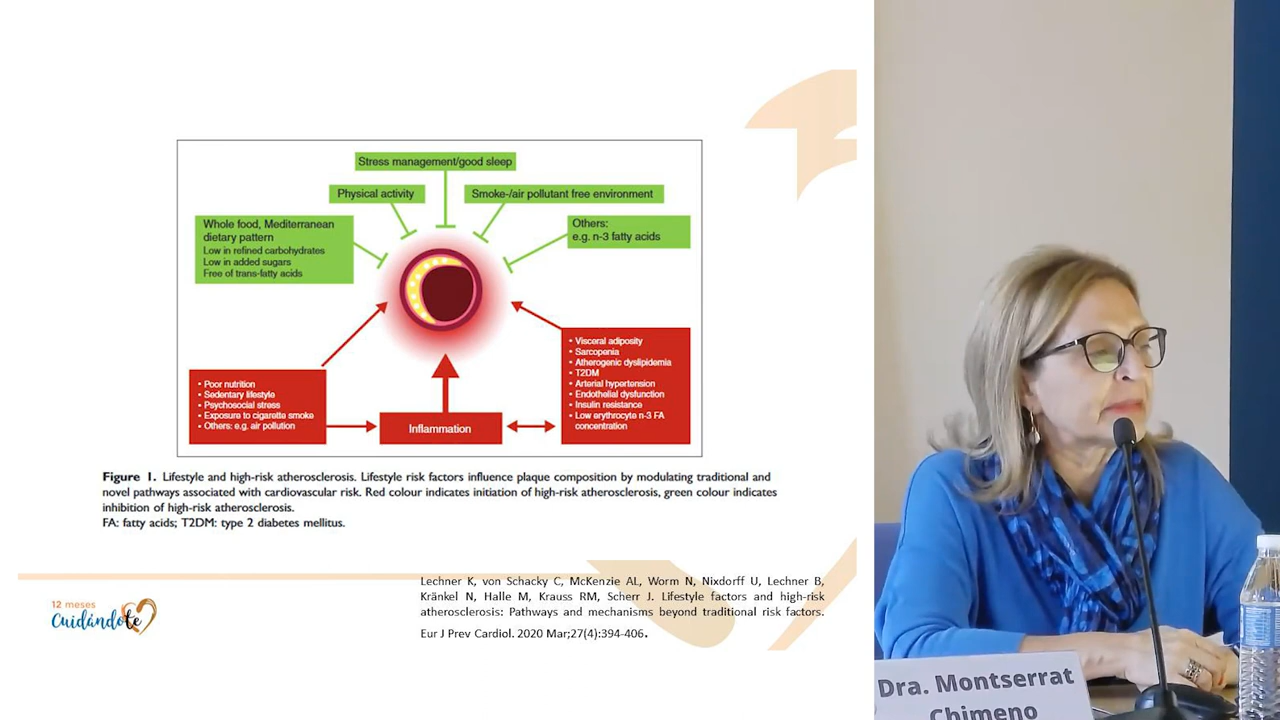 Stress management/good sleep
Physical activity
Smoke-/air pollutant free environment
Whole food, Mediterranean
dietary pattern
Low in refined carbohydrates
Low in added sugars
Free of trans-fatty acids
Others:
e.g. n-3 fatty acids
• Poor nutrition
• Sedentary lifestyle
• Psychosocial stress
• Exposure to cigarette smoke
• Others: e.g. air pollution
Inflammation
• Visceral adiposity
• Sarcopenia
• Atherogenic dyslipidemia
• T2DM
• Arterial hypertension
• Endothelial dysfunction
• Insulin resistance
• Low erythrocyte n-3 FA
concentration
Figure 1. Lifestyle and high-risk atherosclerosis. Lifestyle risk factors influence plaque composition by modulating traditional and
novel pathways associated with cardiovascular risk. Red colour indicates initiation of high-risk atherosclerosis, green colour indicates
inhibition of high-risk atherosclerosis.
FA: fatty acids; T2DM: type 2 diabetes mellitus.
Lechner K, von Schacky C, McKenzie AL, Worm N, Nixdorff U, Lechner B,
Kränkel N, Halle M, Krauss RM, Scherr J. Lifestyle factors and high-risk
atherosclerosis: Pathways and mechanisms beyond traditional risk factors.
Eur J Prev Cardiol. 2020 Mar;27(4):394-406.
12 meses
Cuidándote
Dra. Montserrat
Chimeno